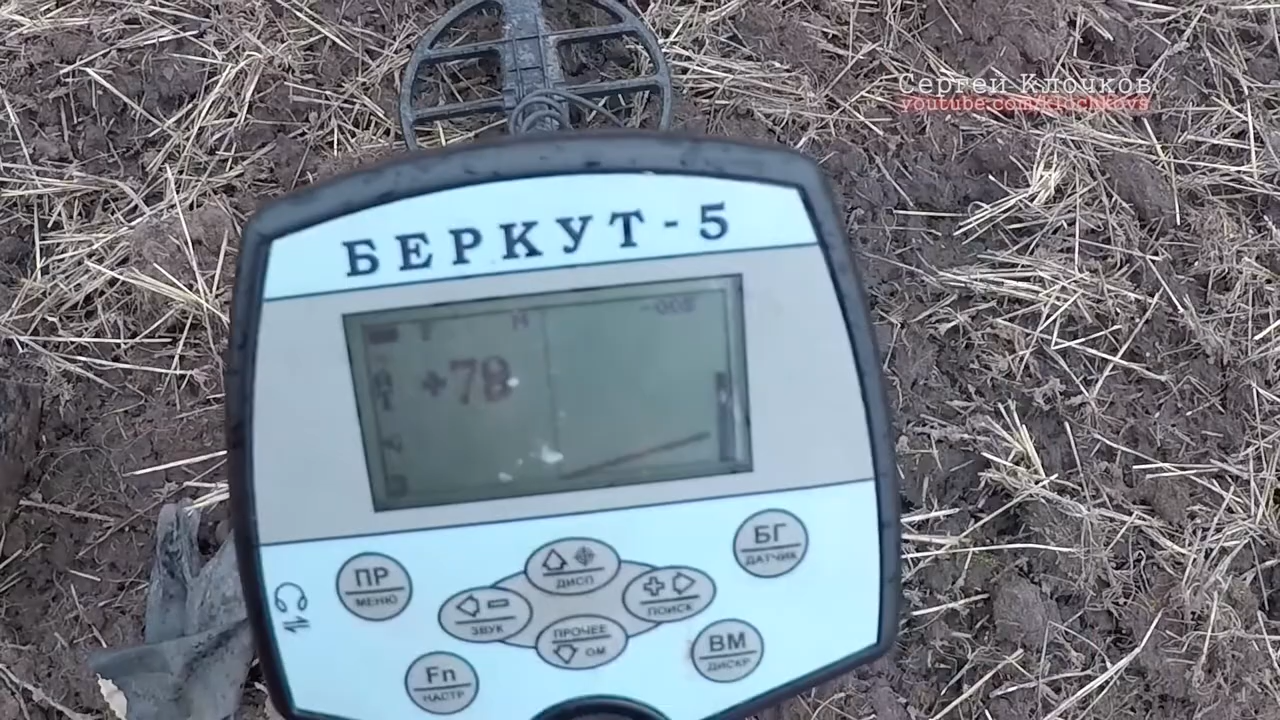 Сергей Клочков
youtube.com/klochkovs
БЕРКУТ-5
+78
ПР
МЕНЮ
ДИСП
ЗВУК
ПОИСК
ПРОЧЕЕ
ОМ
БГ
ДАТЧИК
ВМ
ДИСКР
Fn
НАСТР